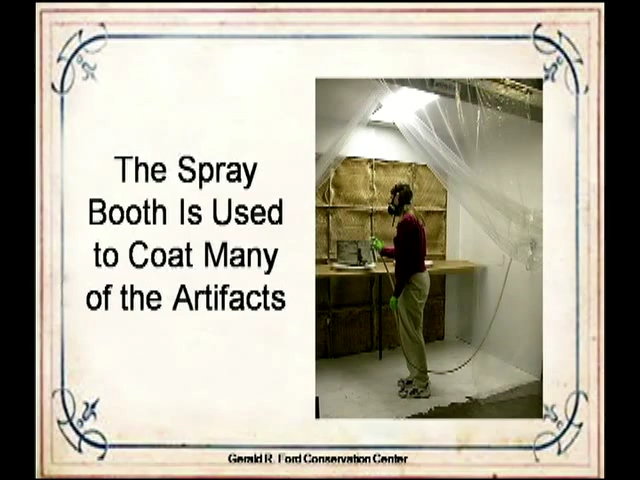 The Spray
Booth Is Used
to Coat Many
of the Artifacts
Gerald R. Ford Conservation Center